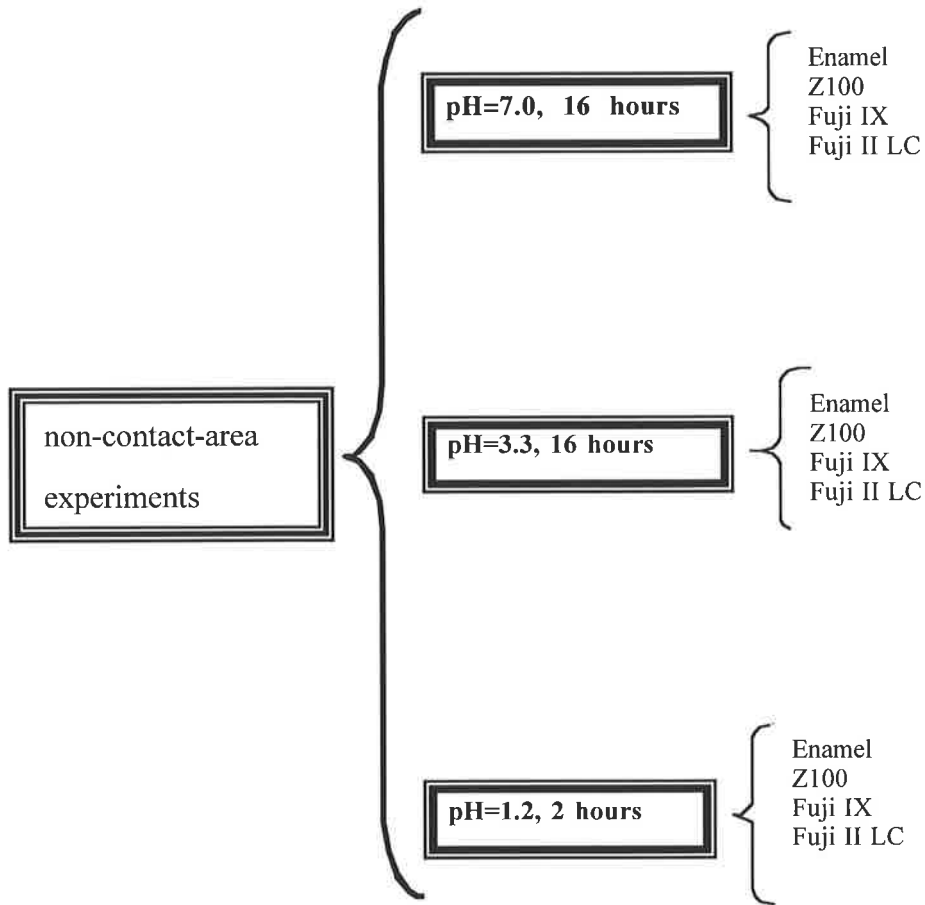 non-contact-area
experiments
pH=7.0, 16 hours
Enamel
Z100
Fuji IX
Fuji II LC
pH=3.3, 16 hours
Enamel
Z100
Fuji IX
Fuji II LC
pH=1.2, 2 hours
Enamel
Z100
Fuji IX
Fuji II LC